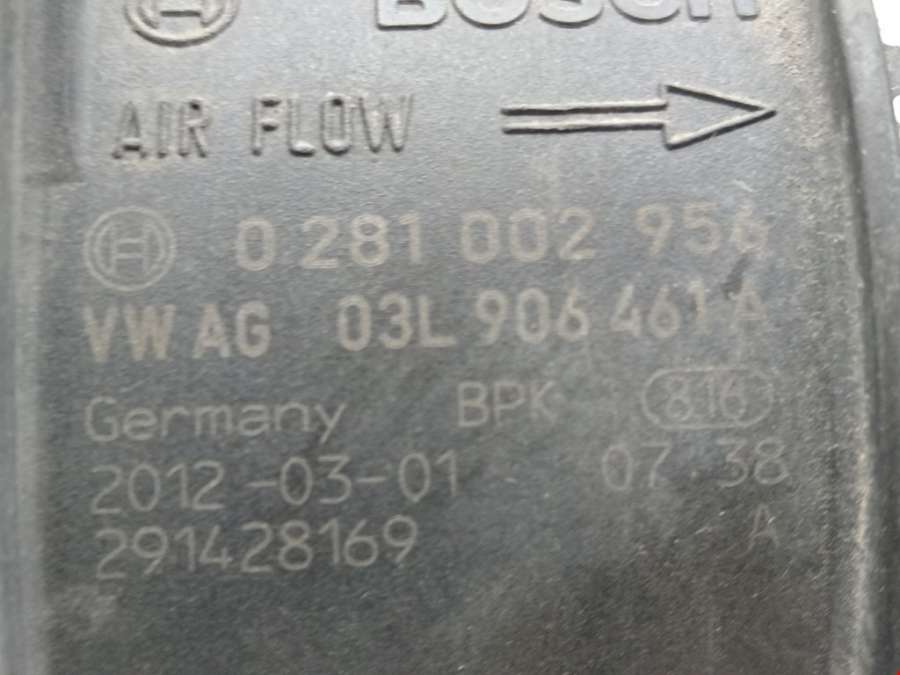 BOSCH
AIR FLOW
0 281 002 956
VW AG 03L 906 461 A
Germany BPK 816
2012-03-01 07:38
291428169 A